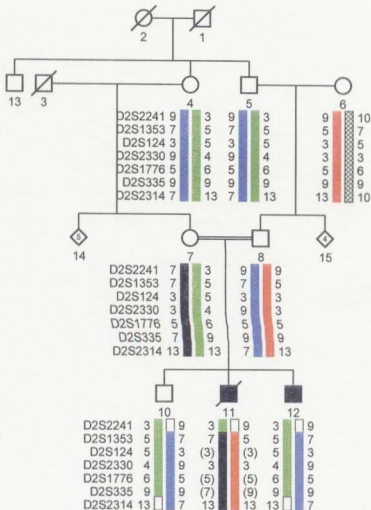 2 1
13 3 4 5 6
D2S2241 9 3 9 3 9 10
D2S1353 7 5 7 5 5 7
D2S124 3 5 3 5 3 5
D2S2330 9 4 9 4 3 3
D2S1776 5 6 5 6 5 6
D2S335 9 9 9 9 9 9
D2S2314 7 13 7 13 13 10
5 4
14 7 8 15
D2S2241 7 3 9 9
D2S1353 7 5 7 5
D2S124 3 3
D2S2330 3 3
D2S1776 5 6 5 5
D2S335 7 9 9 9
D2S2314 13 13 7 13
10 11 12
D2S2241 3 9 3 9 3 9
D2S1353 5 7 7 5 5 7
D2S124 5 3 (3) (3) 5 3
D2S2330 4 9 3 3 4 9
D2S1776 6 5 (5) (5) 6 5
D2S335 9 9 (7) (9) 9 9
D2S2314 13 7 13 13 13 7